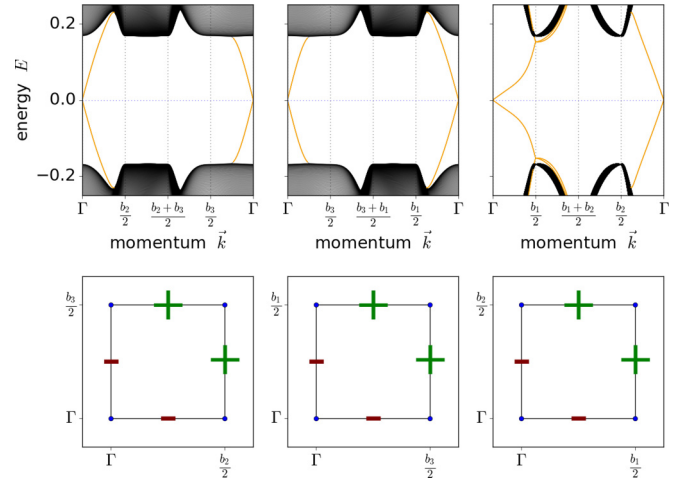 energy E
0.2
0.0
−0.2
Γ b₂/2 (b₂ + b₃)/2 b₃/2 Γ
momentum k⃗
Γ b₃/2 (b₃ + b₁)/2 b₁/2 Γ
momentum k⃗
Γ b₁/2 (b₁ + b₂)/2 b₂/2 Γ
momentum k⃗
b₃/2
Γ
Γ b₂/2
b₁/2
Γ
Γ b₃/2
b₂/2
Γ
Γ b₁/2